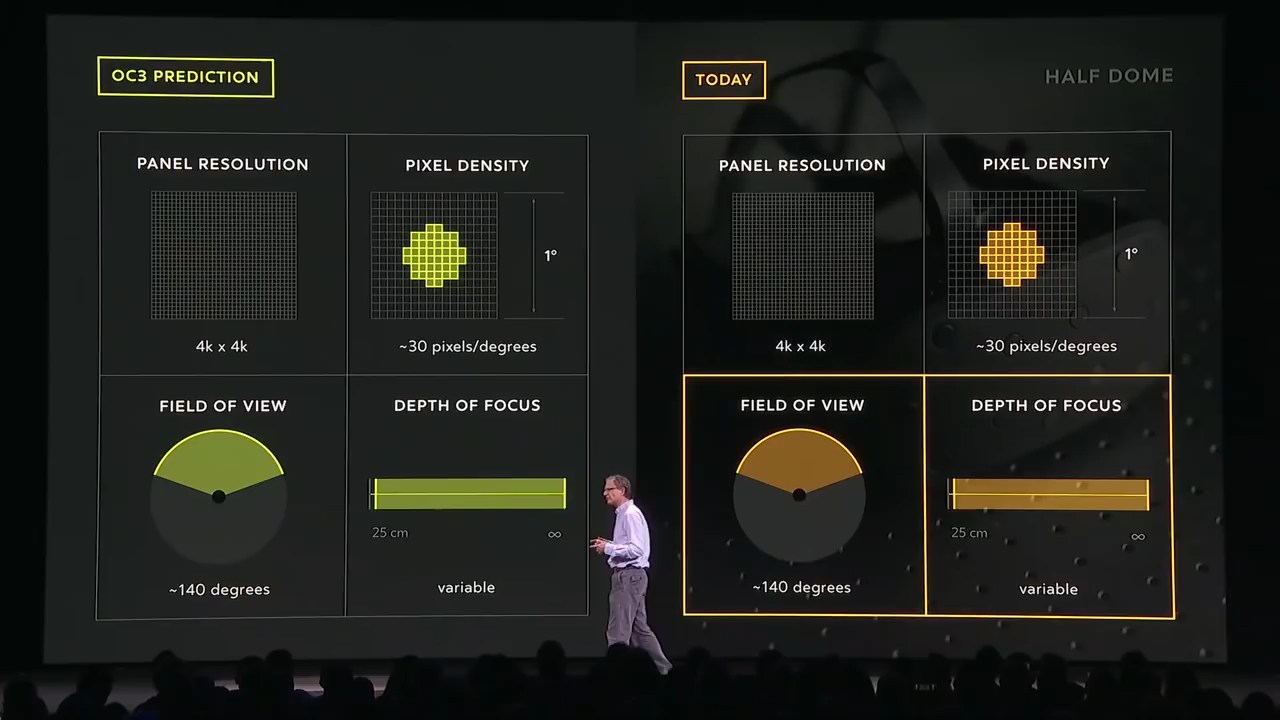 OC3 PREDICTION
PANEL RESOLUTION
4k x 4k
PIXEL DENSITY
1°
~30 pixels/degrees
FIELD OF VIEW
~140 degrees
DEPTH OF FOCUS
25 cm
∞
variable
TODAY
HALF DOME
PANEL RESOLUTION
4k x 4k
PIXEL DENSITY
1°
~30 pixels/degrees
FIELD OF VIEW
~140 degrees
DEPTH OF FOCUS
25 cm
∞
variable